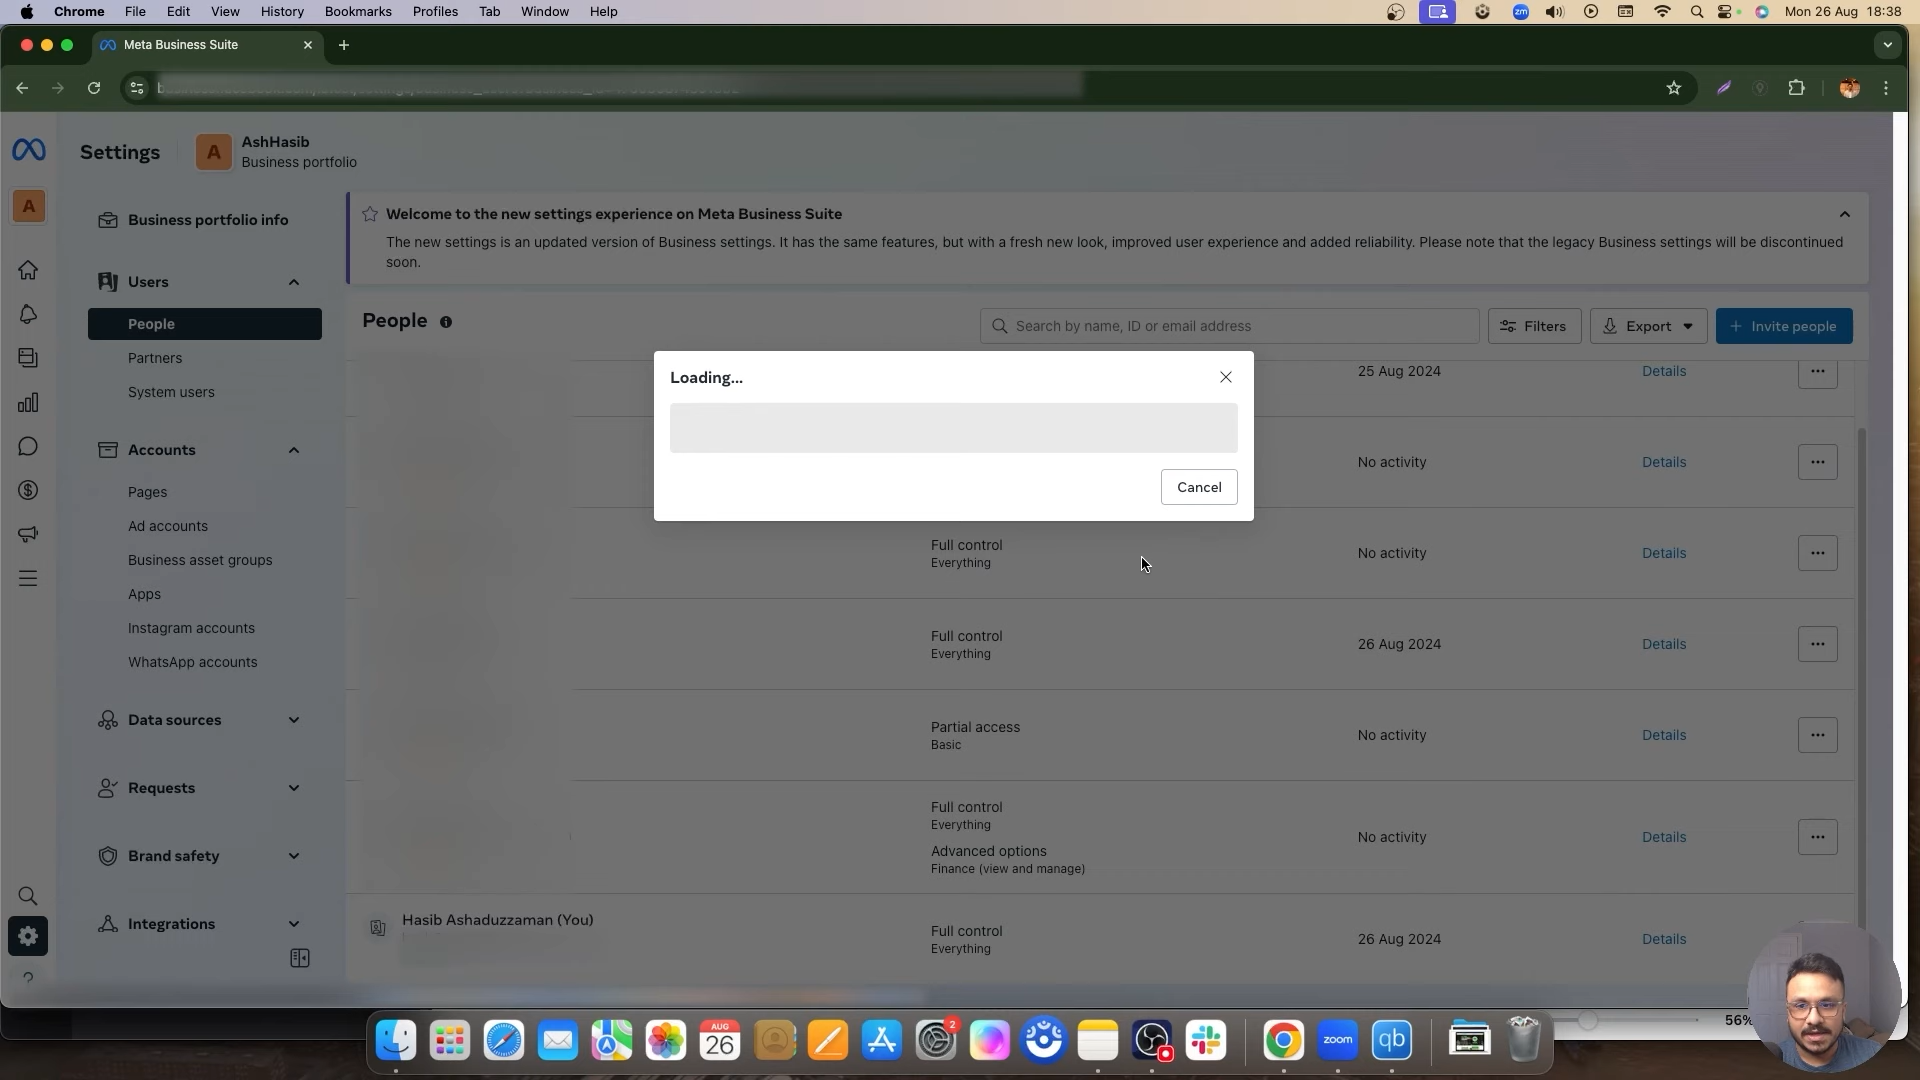 Chrome File Edit View History Bookmarks Profiles Tab Window Help
zm
Mon 26 Aug 18:38
Meta Business Suite
A
Settings
A
AshHasib
Business portfolio
Business portfolio info
Users
People
Partners
System users
Accounts
Pages
Ad accounts
Business asset groups
Apps
Instagram accounts
WhatsApp accounts
Data sources
Requests
Brand safety
Integrations
Welcome to the new settings experience on Meta Business Suite
The new settings is an updated version of Business settings. It has the same features, but with a fresh new look, improved user experience and added reliability. Please note that the legacy Business settings will be discontinued
soon.
People
Search by name, ID or email address
Filters
Export
+ Invite people
Loading...
Cancel
25 Aug 2024 Details
No activity Details
Full control
Everything
No activity Details
Full control
Everything
26 Aug 2024 Details
Partial access
Basic
No activity Details
Full control
Everything
Advanced options
Finance (view and manage)
No activity Details
Hasib Ashaduzzaman (You)
Full control
Everything
26 Aug 2024 Details
56%
AUG
26
2
zoom
qb